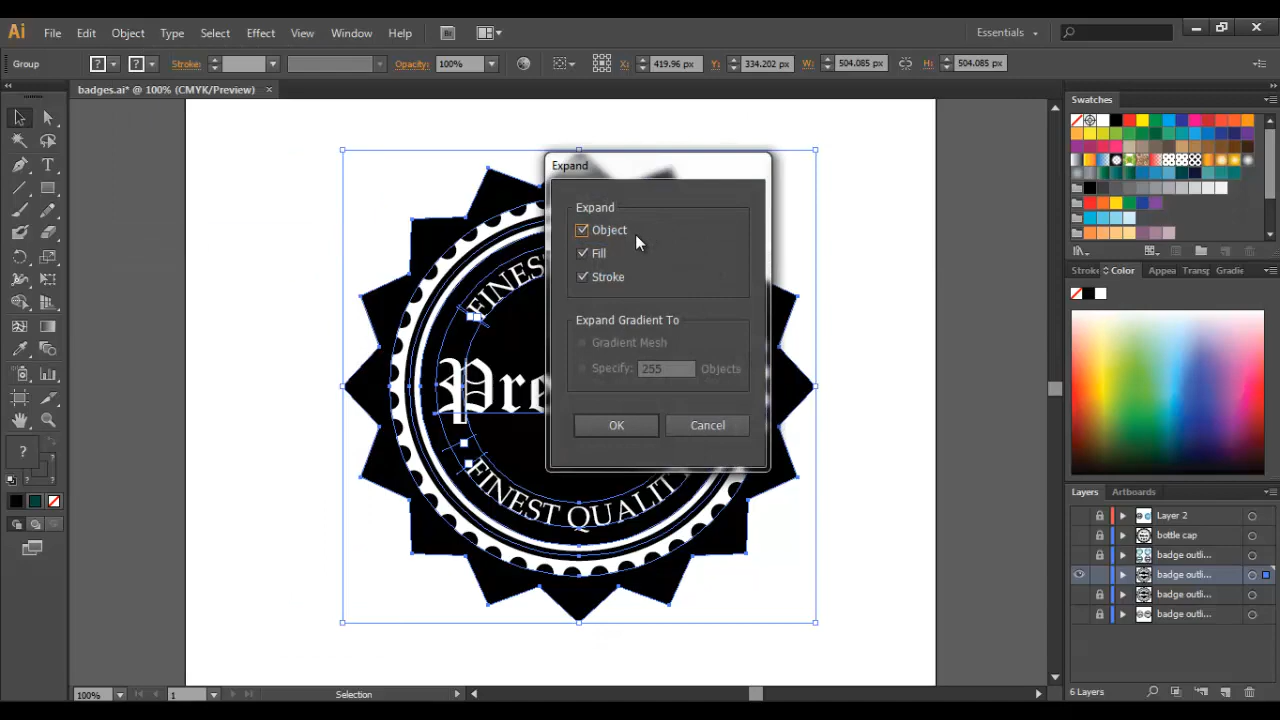 Ai File Edit Object Type Select Effect View Window Help Br Essentials
Group ? ? Stroke: Opacity: 100% X: 419.96 px Y: 334.202 px W: 504.085 px H: 504.085 px
badges.ai* @ 100% (CMYK/Preview)
Swatches
Expand
Expand
Object
Fill
Stroke
Expand Gradient To
Gradient Mesh
Specify: 255 Objects
OK Cancel
FINEST
Pre
FINEST QUALIT
?
Stroke Color Appea Transp Gradie
Layers Artboards
Layer 2
bottle cap
badge outli...
badge outli...
badge outli...
badge outli...
6 Layers
100% 1 Selection